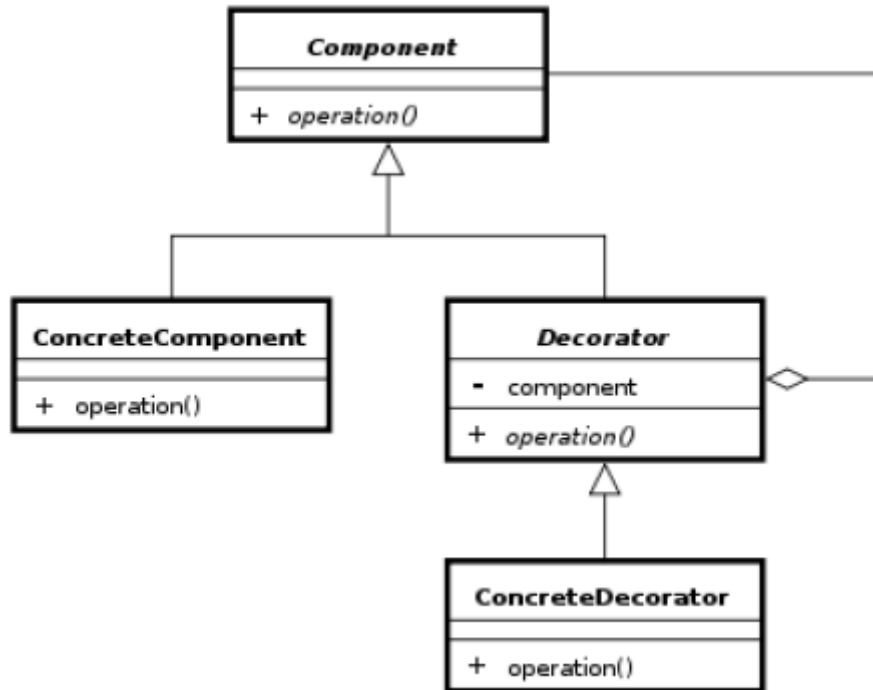 Component
+ operation()
ConcreteComponent
+ operation()
Decorator
- component
+ operation()
ConcreteDecorator
+ operation()